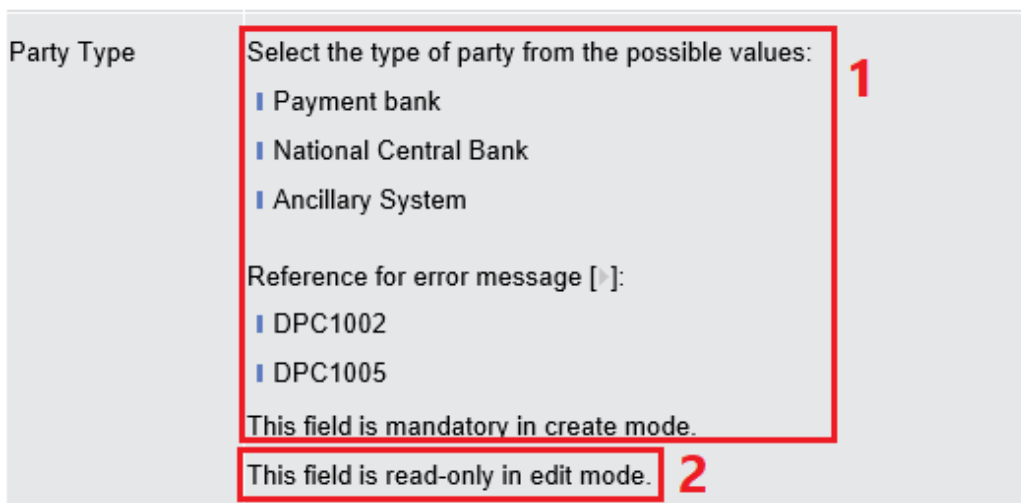 Party Type
Select the type of party from the possible values:
Payment bank
National Central Bank
Ancillary System
Reference for error message [▶]:
DPC1002
DPC1005
This field is mandatory in create mode.
1
This field is read-only in edit mode.
2